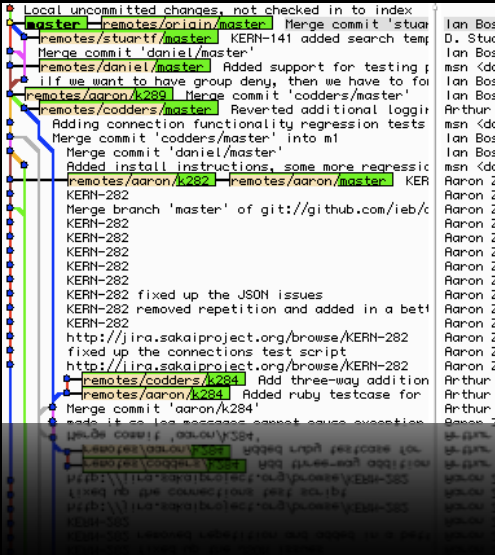 Local uncommitted changes, not checked in to index
master remotes/origin/master Merge commit 'stuar Ian Bos
remotes/stuartf/master KERN-141 added search temp D. Stuc
Merge commit 'daniel/master' Ian Bos
remotes/daniel/master Added support for testing p msn <do
iIf we want to have group deny, then we have to fo Ian Bos
remotes/aaron/k289 Merge commit 'codders/master' Ian Bos
remotes/codders/master Reverted additional loggin Arthur
Adding connection functionality regression tests msn <do
Merge commit 'codders/master' into m1 Ian Bos
Merge commit 'daniel/master' Ian Bos
Added install instructions, some more regressic msn <do
remotes/aaron/k282 remotes/aaron/master KER Aaron Z
KERN-282 Aaron Z
Merge branch 'master' of git://github.com/ieb/o Aaron Z
KERN-282 Aaron Z
KERN-282 Aaron Z
KERN-282 Aaron Z
KERN-282 Aaron Z
KERN-282 Aaron Z
KERN-282 fixed up the JSON issues Aaron Z
KERN-282 removed repetition and added in a bett Aaron Z
KERN-282 Aaron Z
http://jira.sakaiproject.org/browse/KERN-282 Aaron Z
fixed up the connections test script Aaron Z
http://jira.sakaiproject.org/browse/KERN-282 Aaron Z
remotes/codders/k284 Add three-way addition Arthur
remotes/aaron/k284 Added ruby testcase for Arthur
Merge commit 'aaron/k284' Arthur